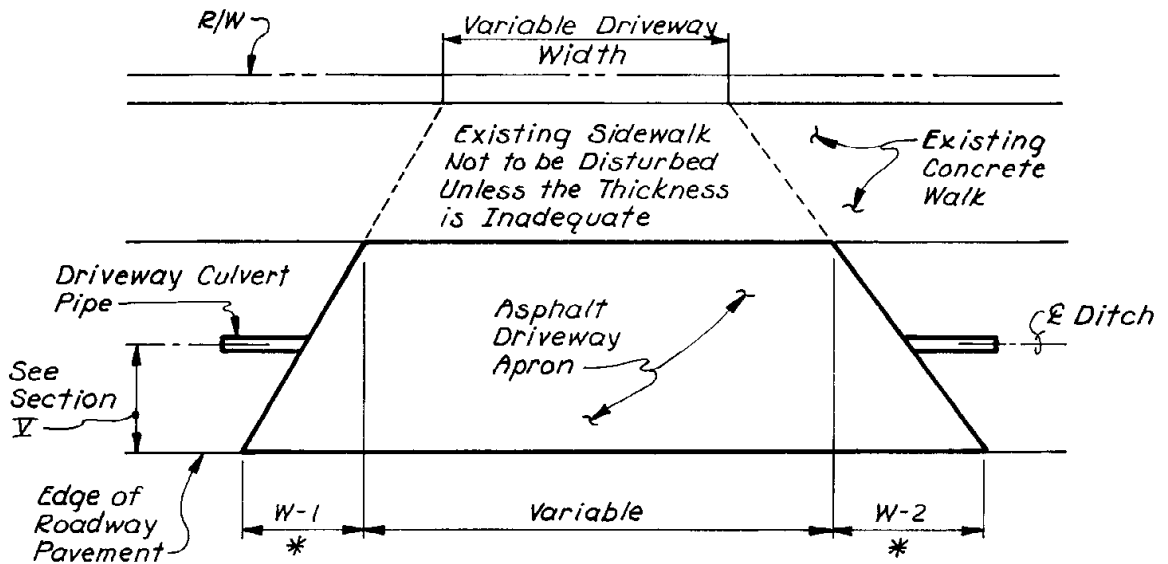 R/W
Variable Driveway
Width
Existing Sidewalk
Not to be Disturbed
Unless the Thickness
is Inadequate
Existing
Concrete
Walk
Driveway Culvert
Pipe
Asphalt
Driveway
Apron
℄ Ditch
See
Section
V
Edge of
Roadway
Pavement
W-1
*
Variable
W-2
*